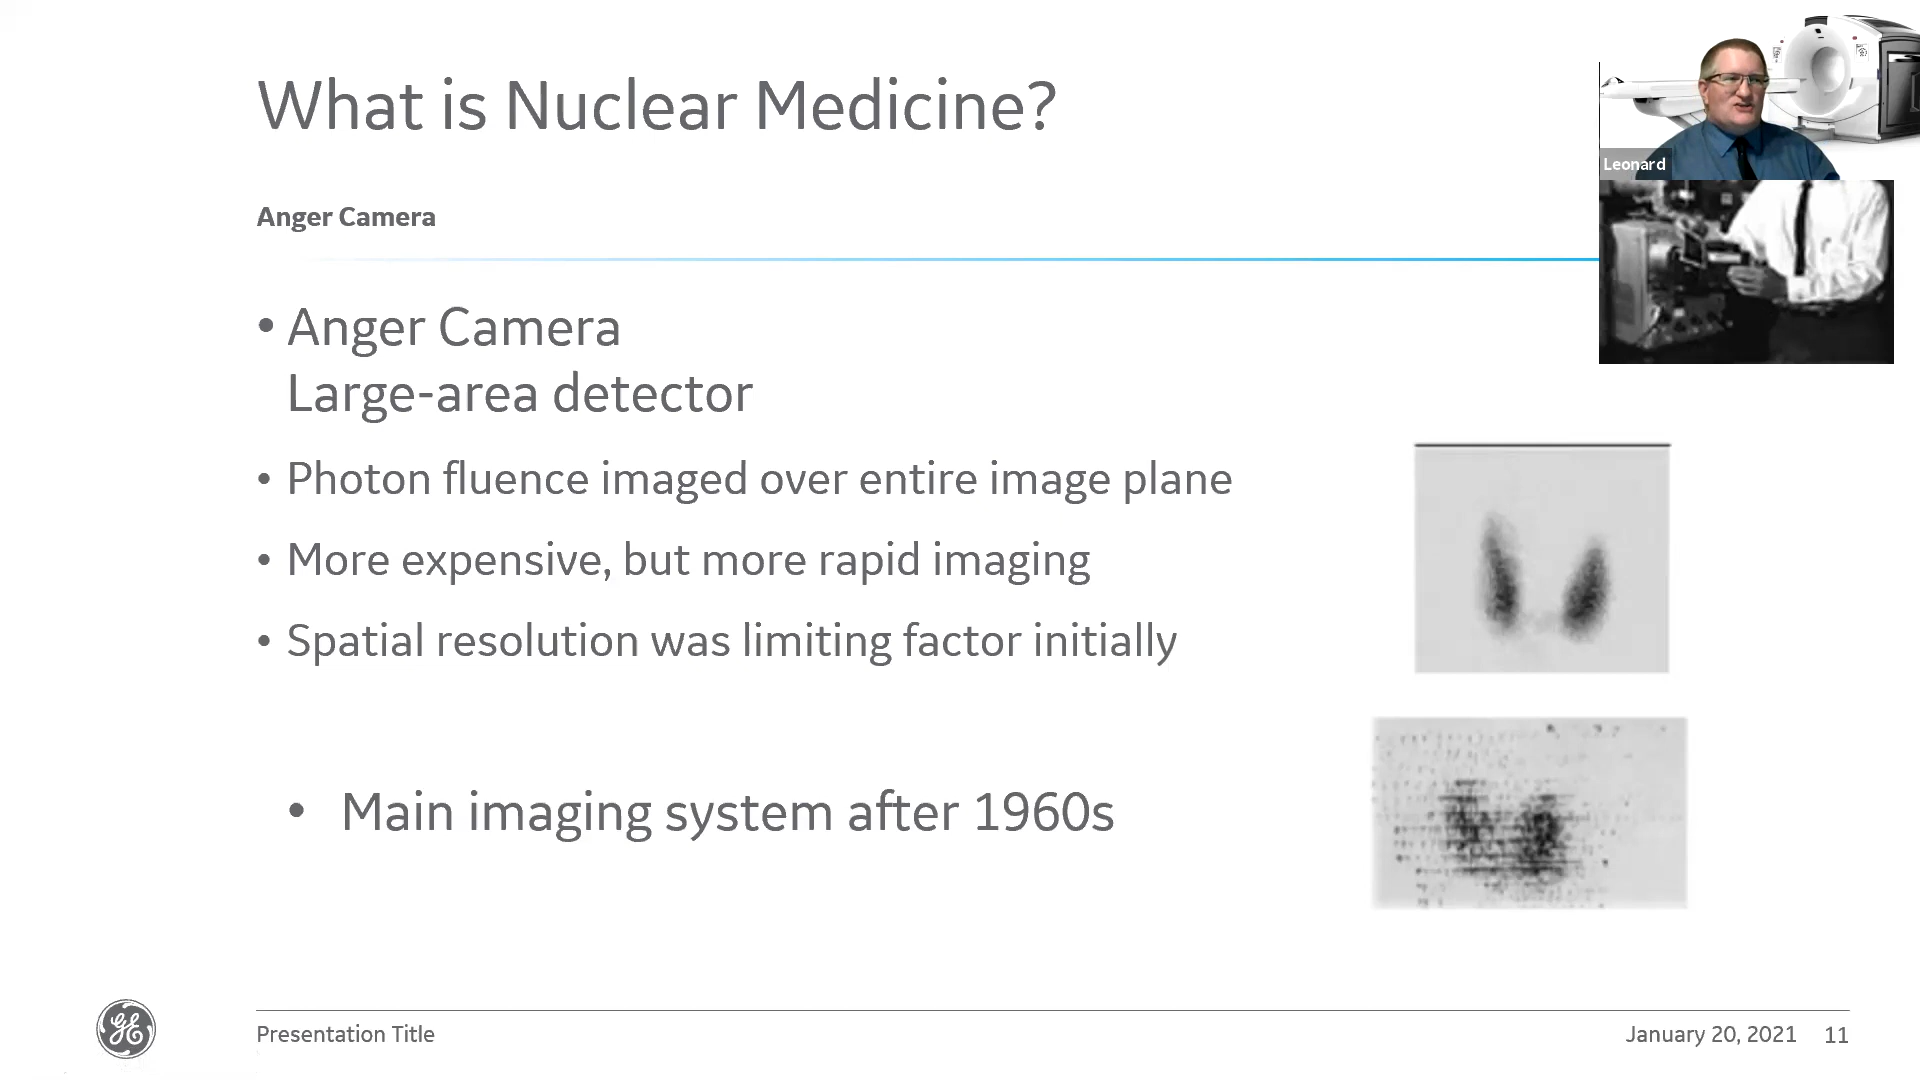 What is Nuclear Medicine?
Leonard
Anger Camera
• Anger Camera
Large-area detector
• Photon fluence imaged over entire image plane
• More expensive, but more rapid imaging
• Spatial resolution was limiting factor initially
• Main imaging system after 1960s
GE
Presentation Title
January 20, 2021 11